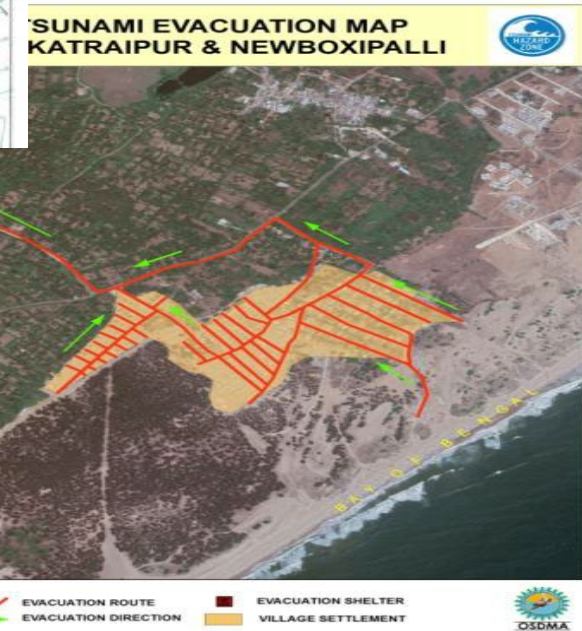 TSUNAMI EVACUATION MAP
KATRAIPUR & NEWBOXIPALLI
HAZARD
ZONE
BAY OF BENGAL
EVACUATION ROUTE
EVACUATION SHELTER
EVACUATION DIRECTION
VILLAGE SETTLEMENT
OSDMA